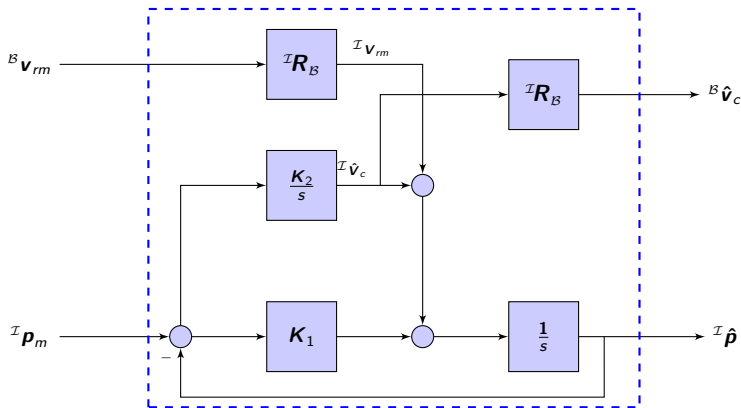 ᴮv_rm
ᴵR_ᴮ
ᴵv_rm
ᴵR_ᴮ
ᴮv̂_c
K₂
s
ᴵv̂_c
ᴵp_m
−
K₁
1
s
ᴵp̂